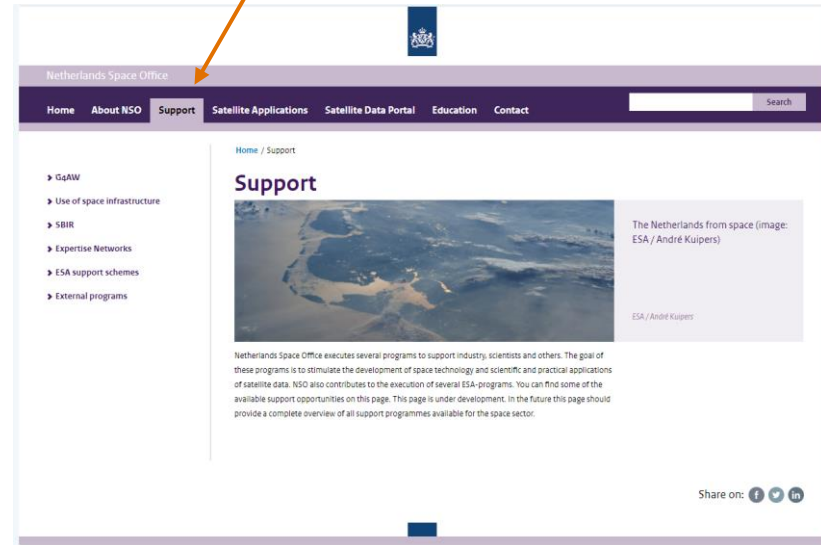 Netherlands Space Office
Home About NSO Support Satellite Applications Satellite Data Portal Education Contact
Search
Home / Support
G4AW
Use of space infrastructure
SBIR
Expertise Networks
ESA support schemes
External programs
Support
The Netherlands from space (image:
ESA / André Kuipers)
ESA / André Kuipers
Netherlands Space Office executes several programs to support industry, scientists and others. The goal of
these programs is to stimulate the development of space technology and scientific and practical applications
of satellite data. NSO also contributes to the execution of several ESA-programs. You can find some of the
available support opportunities on this page. This page is under development. In the future this page should
provide a complete overview of all support programmes available for the space sector.
Share on: